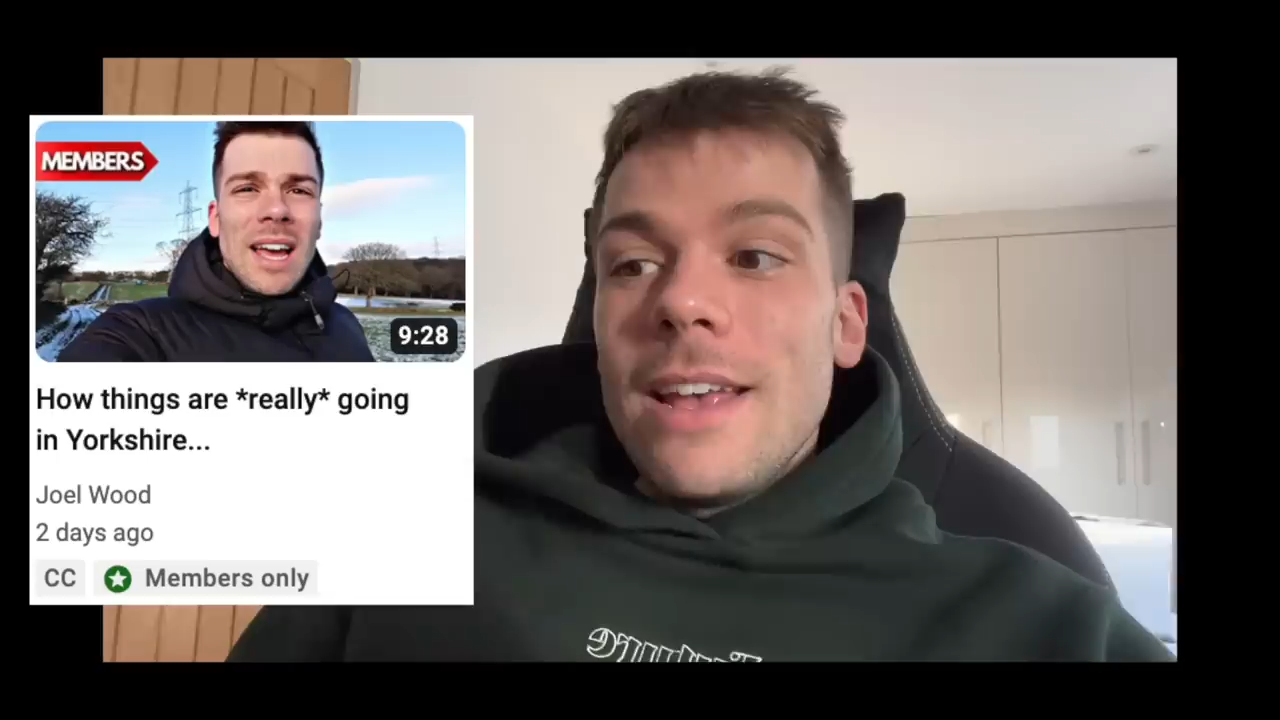 MEMBERS
9:28
How things are *really* going
in Yorkshire...
Joel Wood
2 days ago
CC
Members only